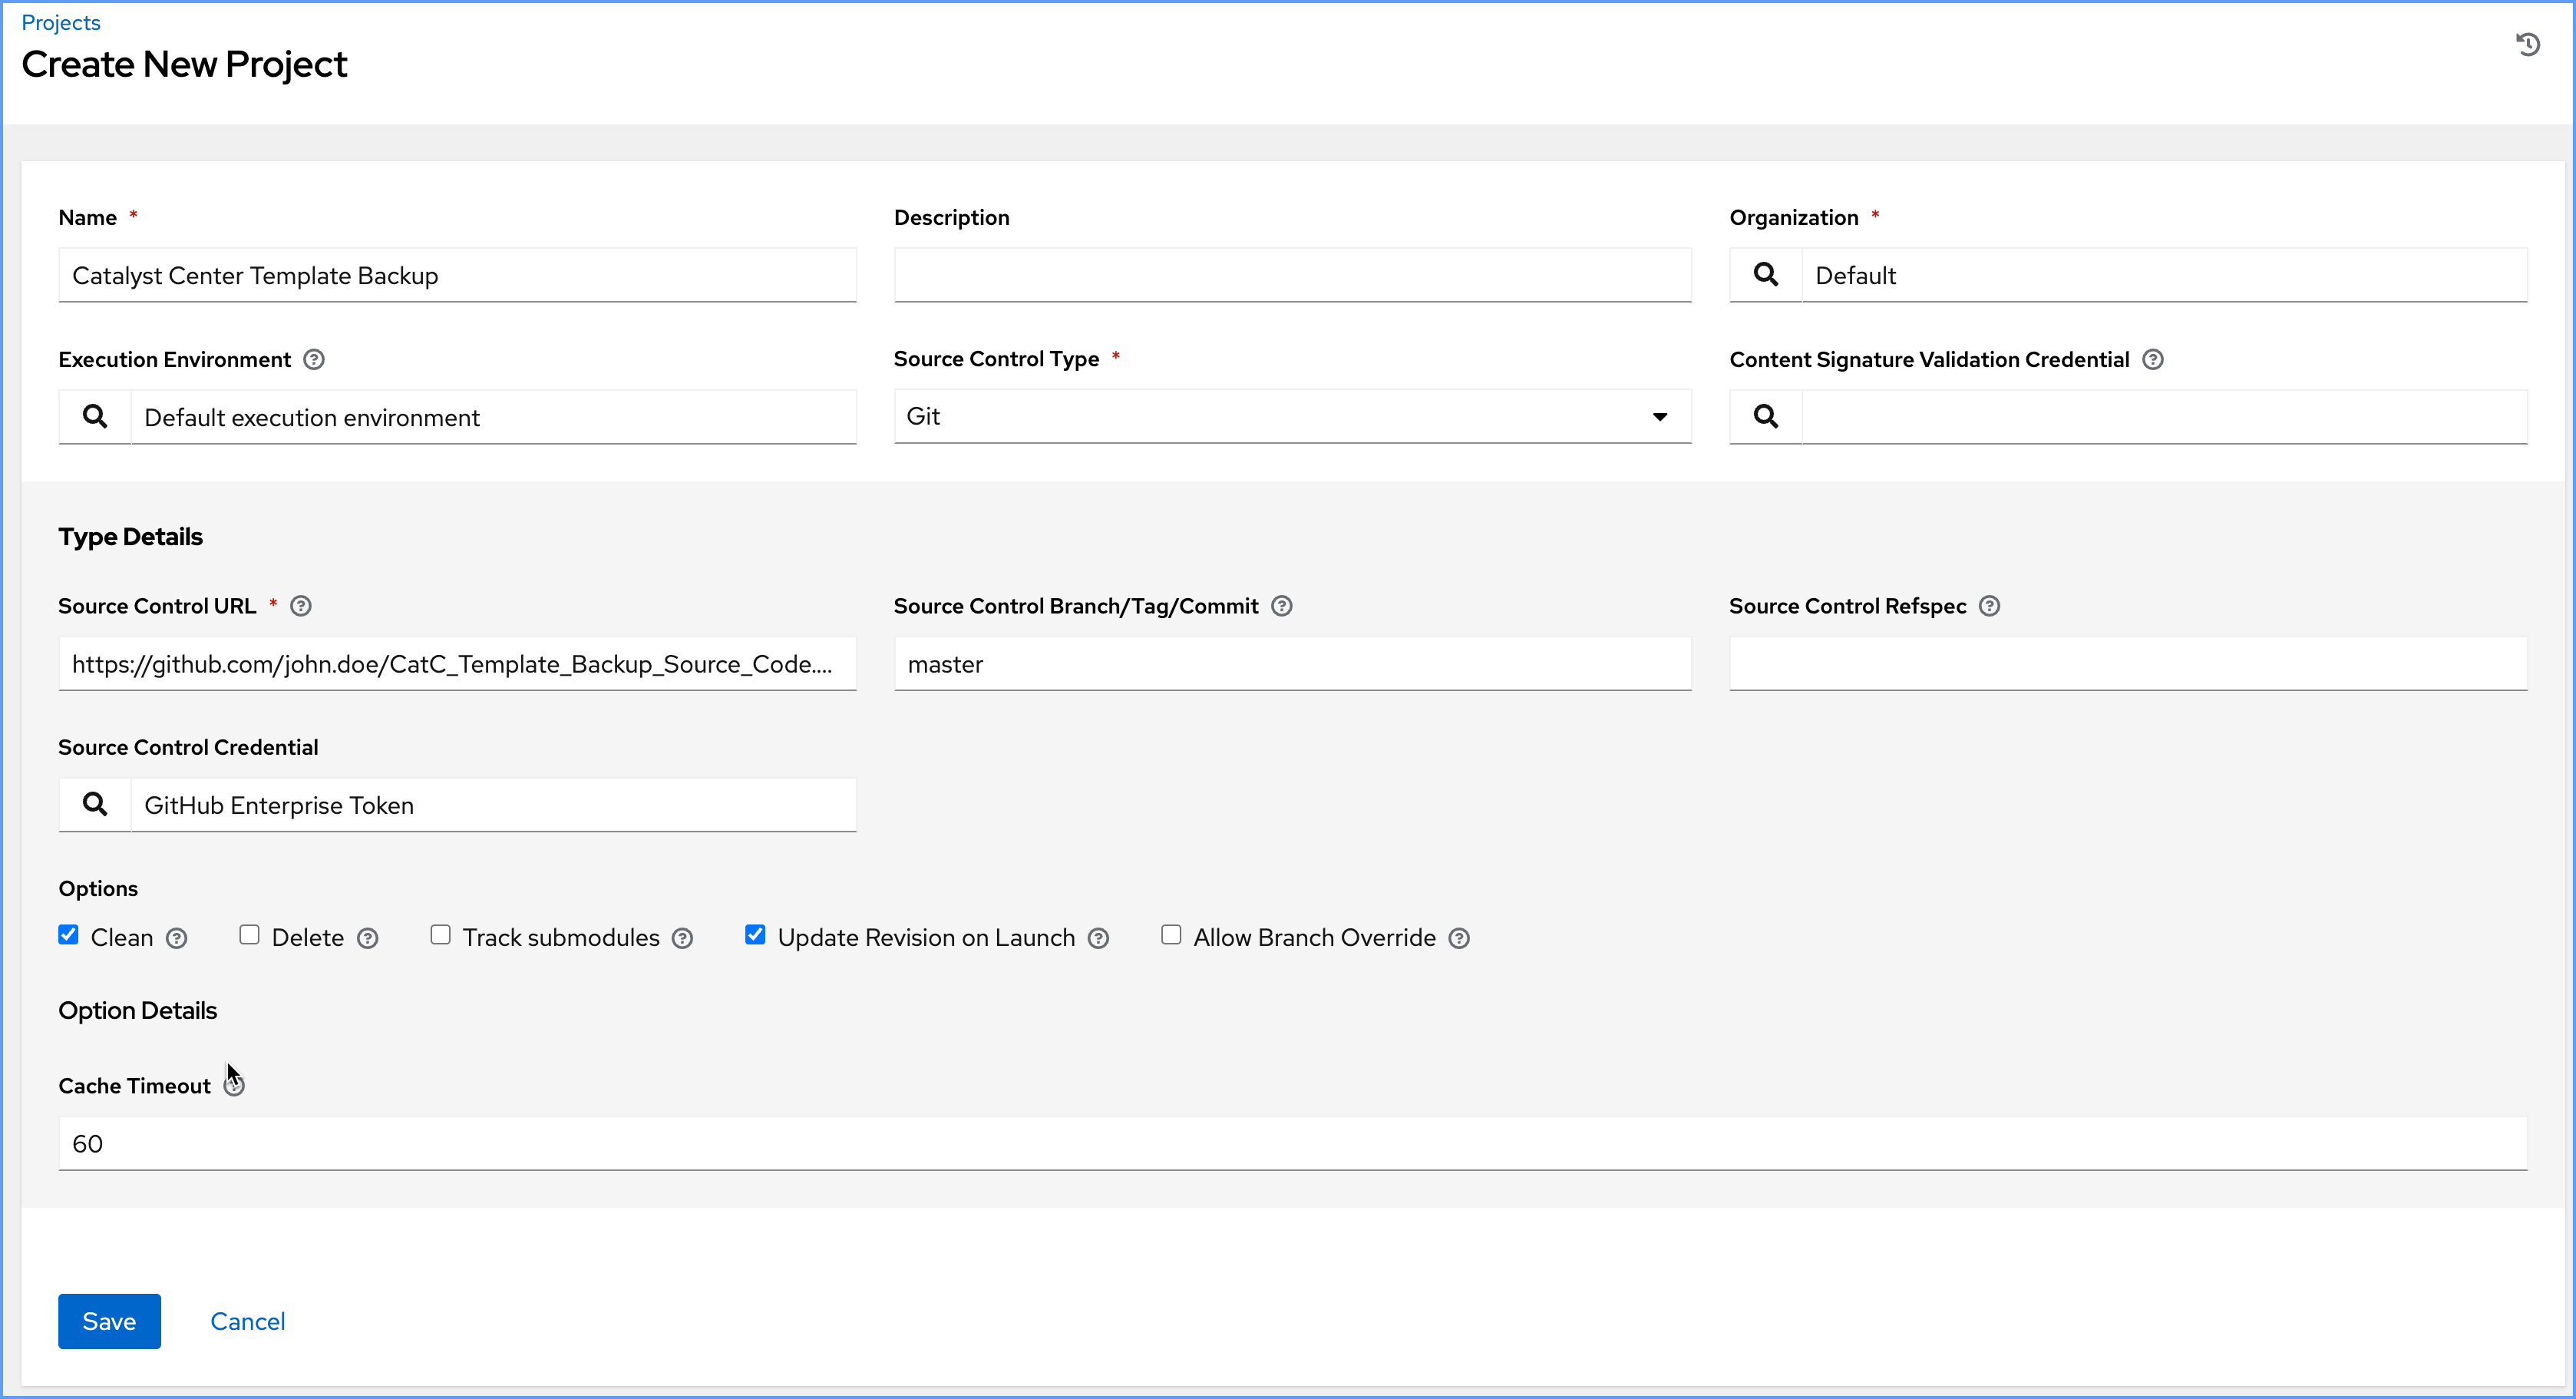 Projects
Create New Project
Name *
Description
Organization *
Catalyst Center Template Backup
Default
Execution Environment
Source Control Type *
Content Signature Validation Credential
Default execution environment
Git
Type Details
Source Control URL *
Source Control Branch/Tag/Commit
Source Control Refspec
https://github.com/john.doe/CatC_Template_Backup_Source_Code....
master
Source Control Credential
GitHub Enterprise Token
Options
Clean Delete Track submodules Update Revision on Launch Allow Branch Override
Option Details
Cache Timeout
60
Save Cancel